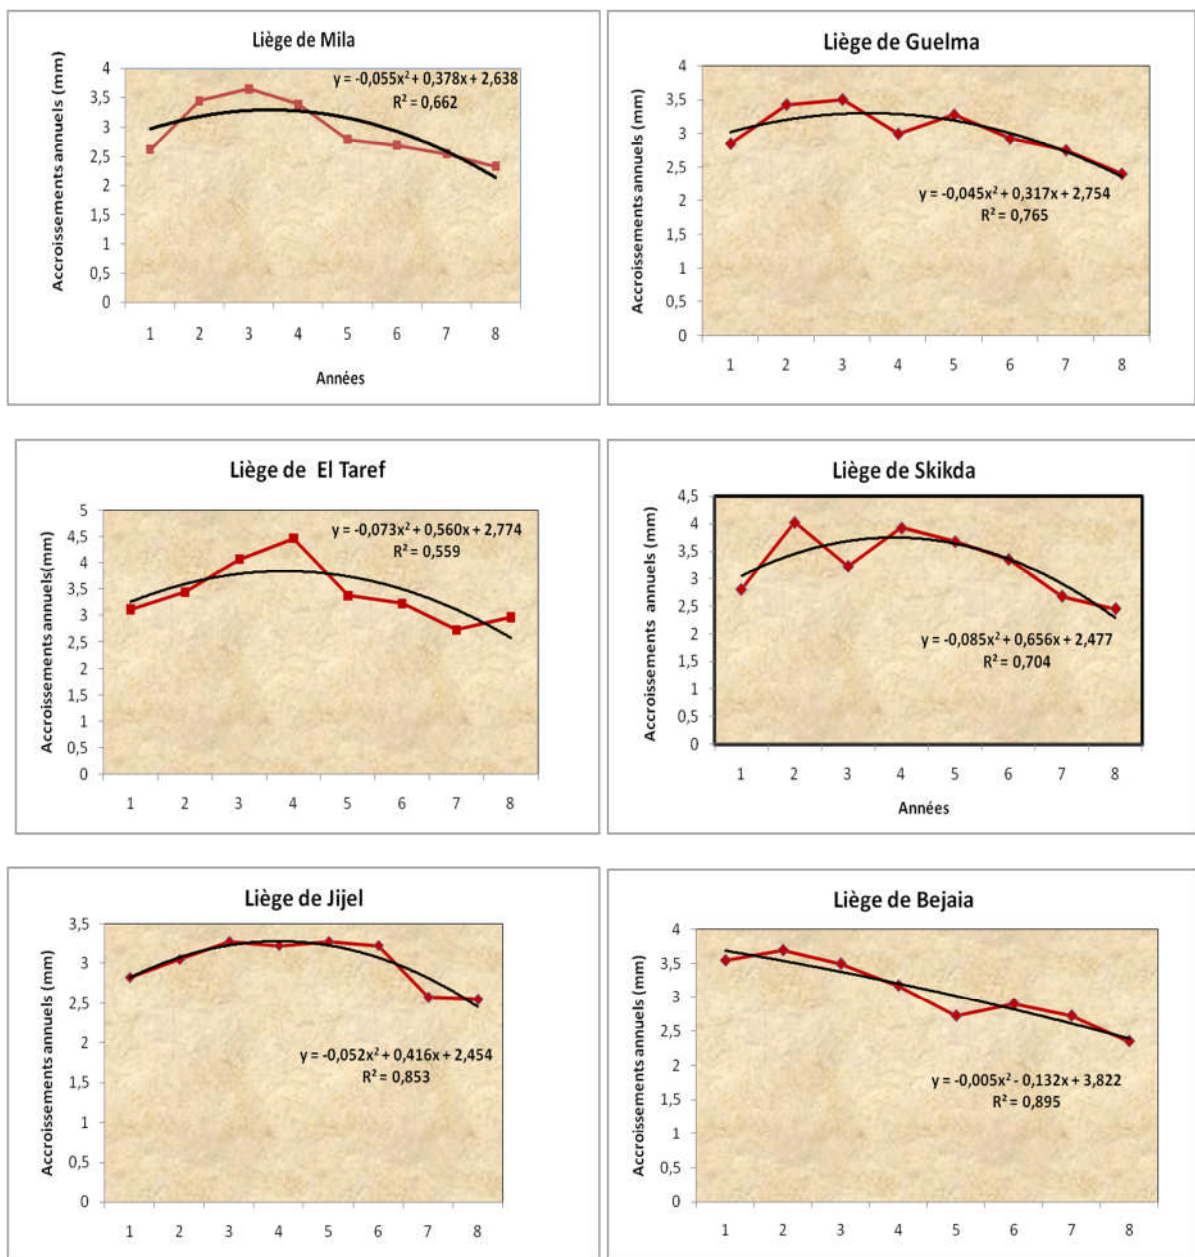 Liège de Mila
Accroissements annuels (mm)
4
3,5
3
2,5
2
1,5
1
0,5
0
y = -0,055x² + 0,378x + 2,638
R² = 0,662
1 2 3 4 5 6 7 8
Années
Liège de Guelma
Accroissements annuels (mm)
4
3,5
3
2,5
2
1,5
1
0,5
0
y = -0,045x² + 0,317x + 2,754
R² = 0,765
1 2 3 4 5 6 7 8
Liège de El Taref
Accroissements annuels(mm)
5
4,5
4
3,5
3
2,5
2
1,5
1
0,5
0
y = -0,073x² + 0,560x + 2,774
R² = 0,559
1 2 3 4 5 6 7 8
Liège de Skikda
Accroissements annuels (mm)
4,5
4
3,5
3
2,5
2
1,5
1
0,5
0
y = -0,085x² + 0,656x + 2,477
R² = 0,704
1 2 3 4 5 6 7 8
Années
Liège de Jijel
Accroissements annuels (mm)
3,5
3
2,5
2
1,5
1
0,5
0
y = -0,052x² + 0,416x + 2,454
R² = 0,853
1 2 3 4 5 6 7 8
Liège de Bejaia
Accroissements annuels (mm)
4
3,5
3
2,5
2
1,5
1
0,5
0
y = -0,005x² - 0,132x + 3,822
R² = 0,895
1 2 3 4 5 6 7 8